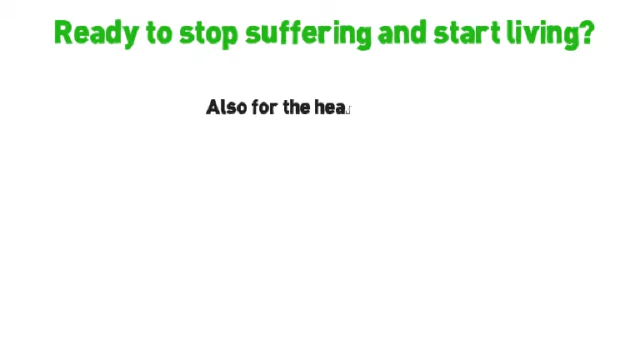 Ready to stop suffering and start living?
Also for the hea